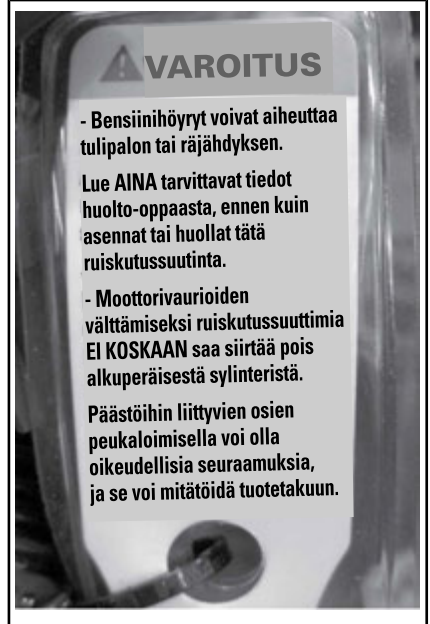 VAROITUS
- Bensiinihöyryt voivat aiheuttaa
tulipalon tai räjähdyksen.
Lue AINA tarvittavat tiedot
huolto-oppaasta, ennen kuin
asennat tai huollat tätä
ruiskutussuutinta.
- Moottorivaurioiden
välttämiseksi ruiskutussuuttimia
EI KOSKAAN saa siirtää pois
alkuperäisestä sylinteristä.
Päästöihin liittyvien osien
peukaloimisella voi olla
oikeudellisia seuraamuksia,
ja se voi mitätöidä tuotetakuun.